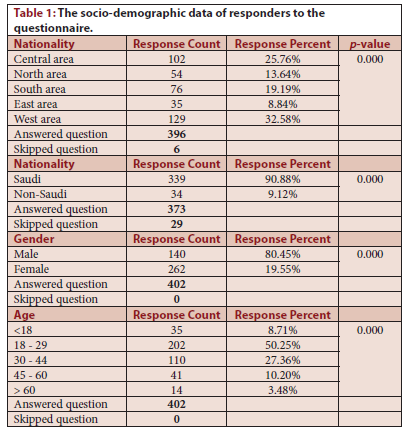 Table 1: The socio-demographic data of responders to the
questionnaire.
Nationality Response Count Response Percent p-value
Central area 102 25.76% 0.000
North area 54 13.64%
South area 76 19.19%
East area 35 8.84%
West area 129 32.58%
Answered question 396
Skipped question 6
Nationality Response Count Response Percent
Saudi 339 90.88% 0.000
Non-Saudi 34 9.12%
Answered question 373
Skipped question 29
Gender Response Count Response Percent
Male 140 80.45% 0.000
Female 262 19.55%
Answered question 402
Skipped question 0
Age Response Count Response Percent
<18 35 8.71% 0.000
18 - 29 202 50.25%
30 - 44 110 27.36%
45 - 60 41 10.20%
> 60 14 3.48%
Answered question 402
Skipped question 0